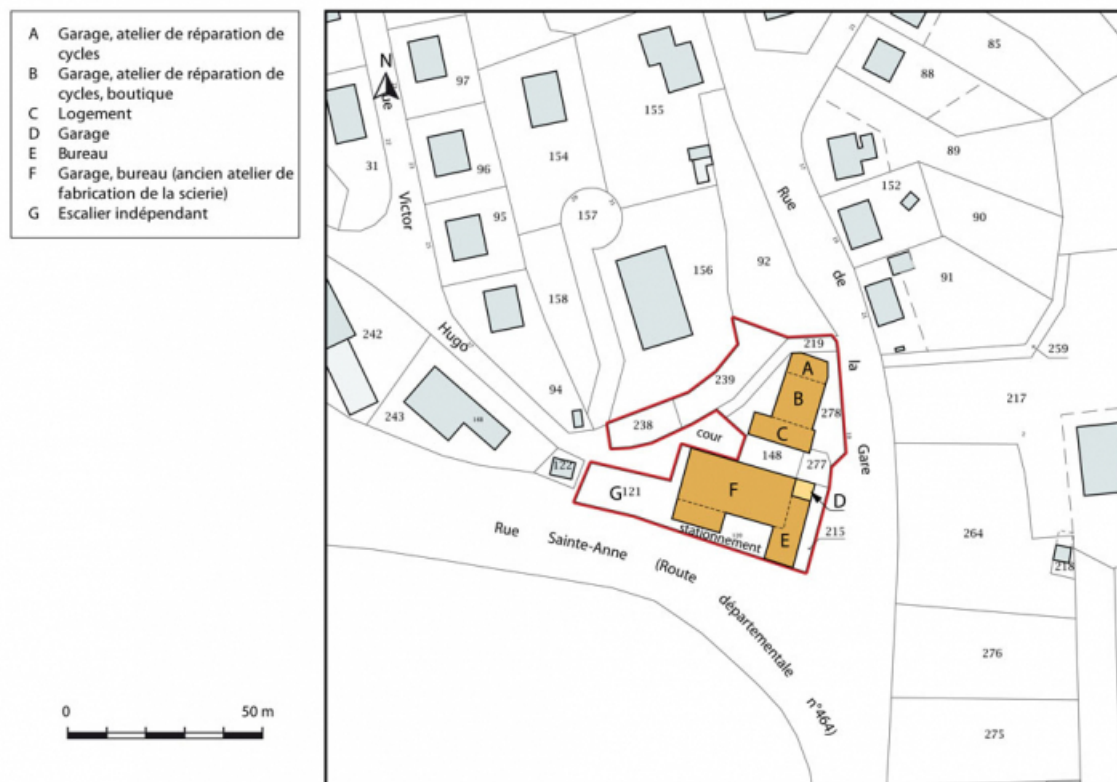 A Garage, atelier de réparation de
cycles
B Garage, atelier de réparation de
cycles, boutique
C Logement
D Garage
E Bureau
F Garage, bureau (ancien atelier de
fabrication de la scierie)
G Escalier indépendant
0 50 m
N
Rue
Victor
Hugo
31
97
96
95
94
154
155
157
158
156
92
Rue
de
la
Gare
85
88
89
152
90
91
259
217
242
243
122
238
239
219
278
cour
A
B
C
148
277
F
D
E
G
121
stationnement
215
264
218
276
275
Rue Sainte-Anne (Route
départementale
n°464)